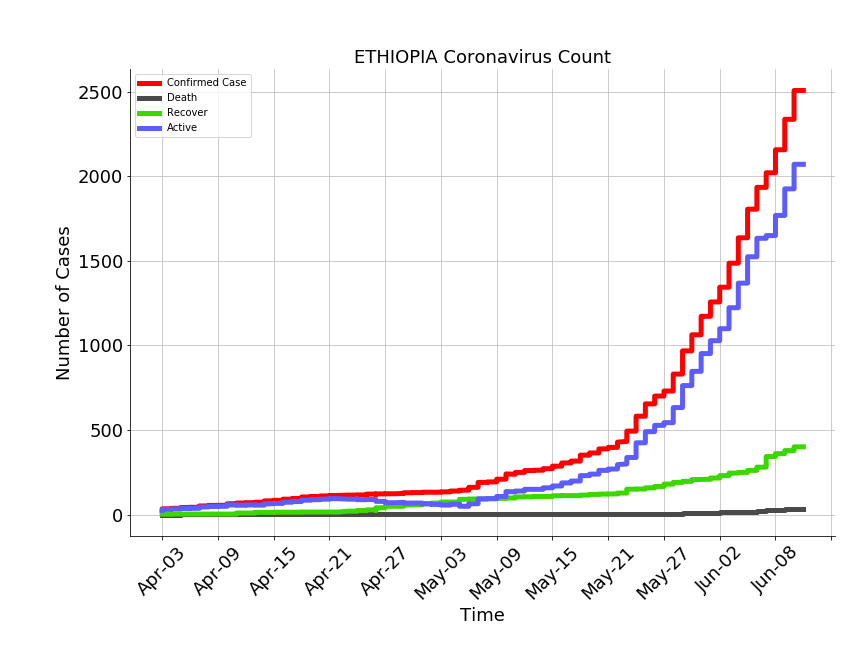 ETHIOPIA Coronavirus Count
Confirmed Case
Death
Recover
Active
Number of Cases
2500
2000
1500
1000
500
0
Apr-03
Apr-09
Apr-15
Apr-21
Apr-27
May-03
May-09
May-15
May-21
May-27
Jun-02
Jun-08
Time